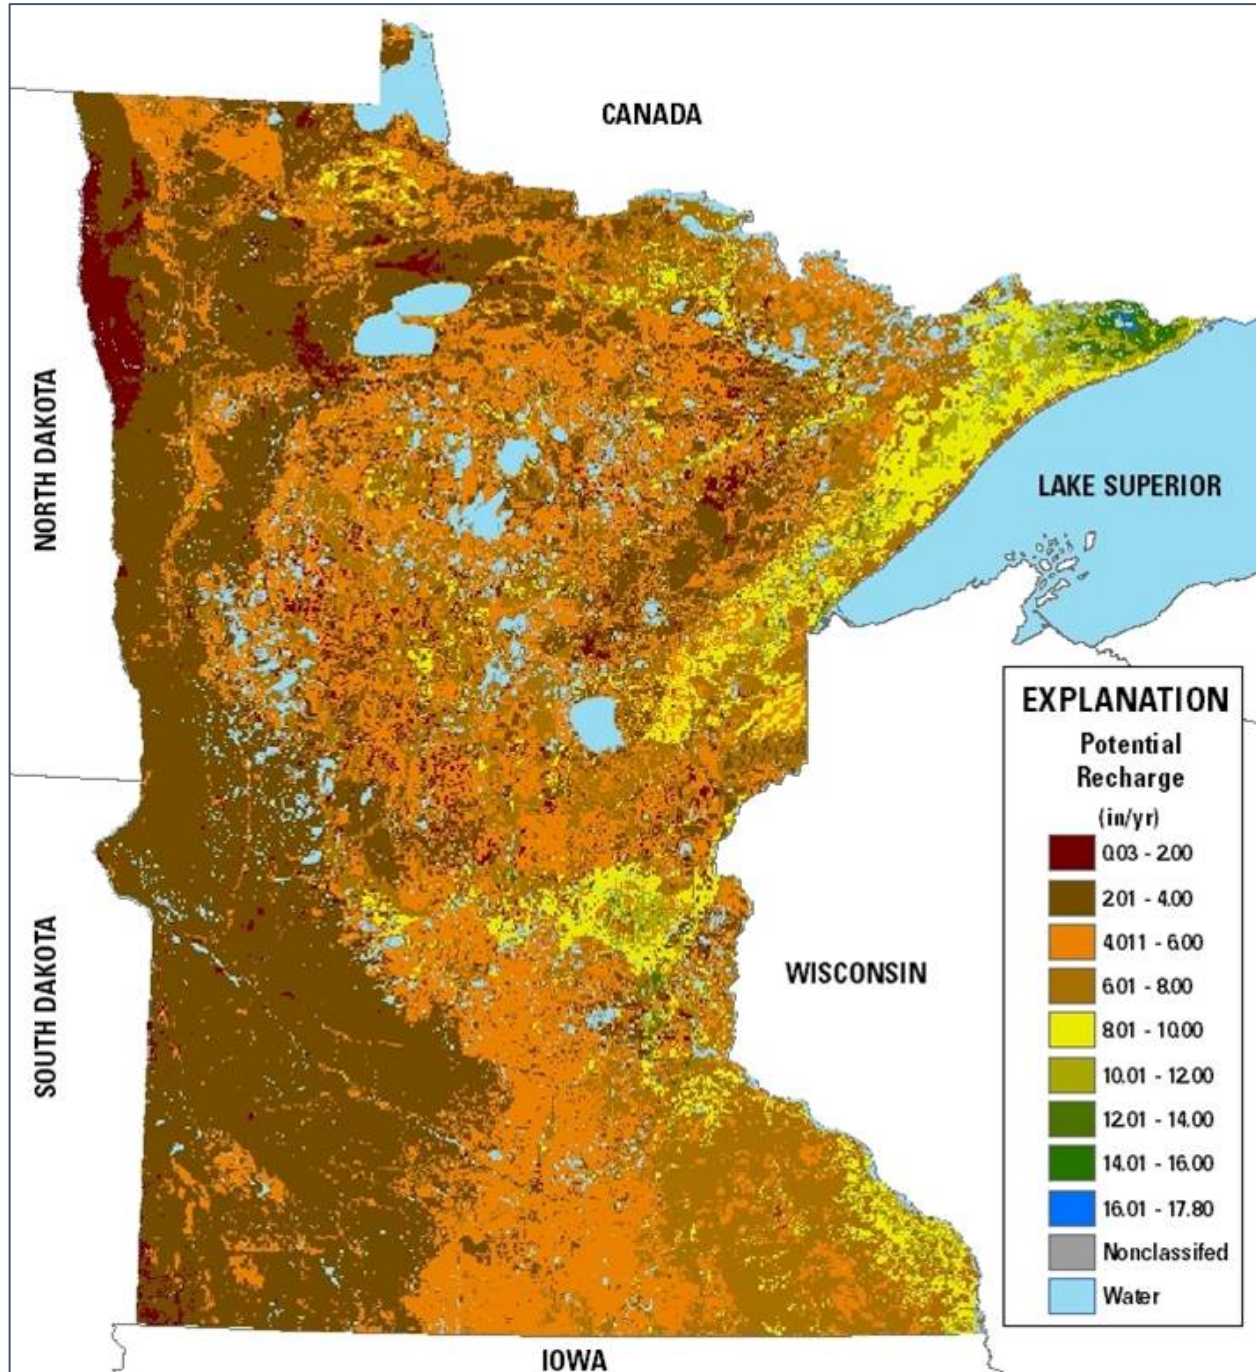 CANADA
NORTH DAKOTA
LAKE SUPERIOR
SOUTH DAKOTA
WISCONSIN
IOWA
EXPLANATION
Potential
Recharge
(in/yr)
0.03 - 2.00
2.01 - 4.00
4.011 - 6.00
6.01 - 8.00
8.01 - 10.00
10.01 - 12.00
12.01 - 14.00
14.01 - 16.00
16.01 - 17.80
Nonclassifed
Water